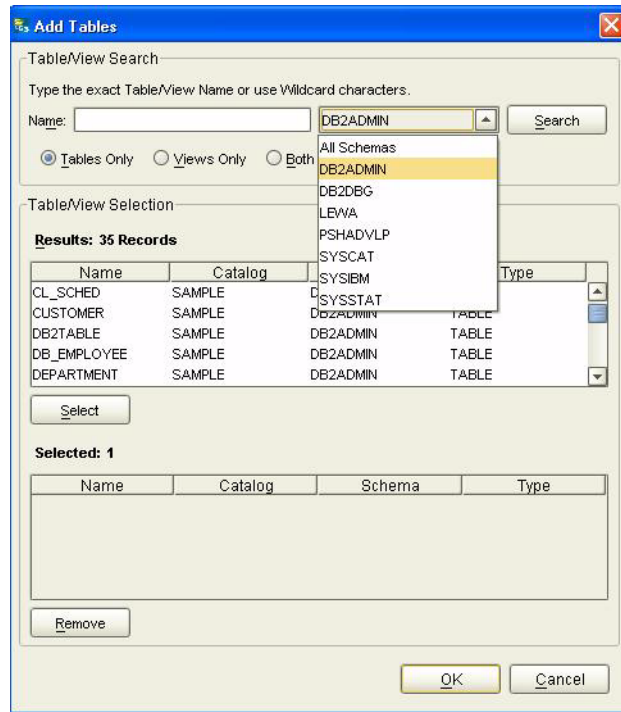 Add Tables
Table/View Search
Type the exact Table/View Name or use Wildcard characters.
Name: DB2ADMIN Search
Tables Only Views Only Both
All Schemas
DB2ADMIN
DB2DBG
LEWA
PSHADVLP
SYSCAT
SYSIBM
SYSSTAT
Table/View Selection
Results: 35 Records
Name Catalog Type
CL_SCHED SAMPLE
CUSTOMER SAMPLE DB2ADMIN TABLE
DB2TABLE SAMPLE DB2ADMIN TABLE
DB_EMPLOYEE SAMPLE DB2ADMIN TABLE
DEPARTMENT SAMPLE DB2ADMIN TABLE
Select
Selected: 1
Name Catalog Schema Type
Remove
OK Cancel